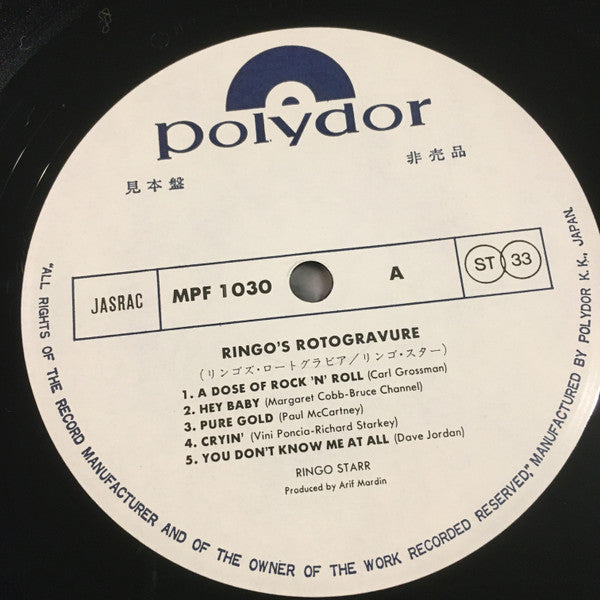 polydor
見本盤
非売品
JASRAC
MPF 1030
A
ST 33
RINGO'S ROTOGRAVURE
(リンゴズ・ロートグラビア/リンゴ・スター)
1. A DOSE OF ROCK 'N' ROLL (Carl Grossman)
2. HEY BABY (Margaret Cobb-Bruce Channel)
3. PURE GOLD (Paul McCartney)
4. CRYIN' (Vini Poncia-Richard Starkey)
5. YOU DON'T KNOW ME AT ALL (Dave Jordan)
RINGO STARR
Produced by Arif Mardin
"ALL RIGHTS OF THE RECORD MANUFACTURER AND OF THE OWNER OF THE WORK RECORDED RESERVED," MANUFACTURED BY POLYDOR K.K., JAPAN.